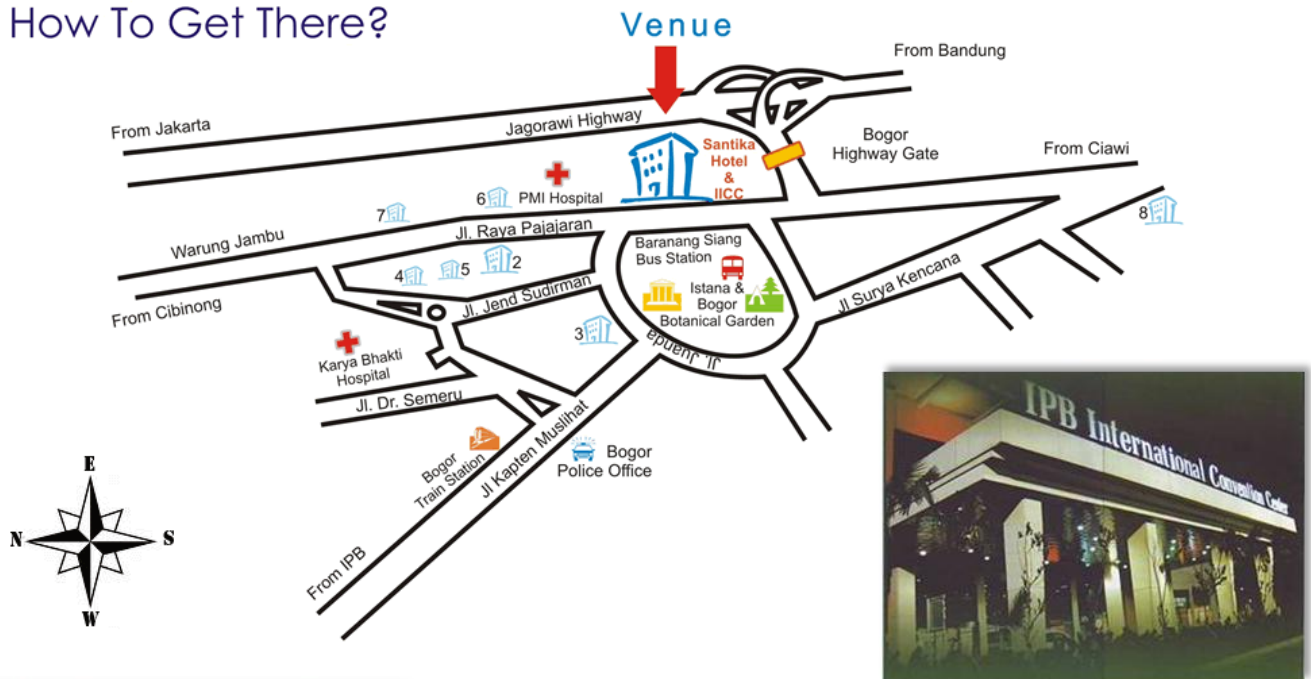 How To Get There?
Venue
From Bandung
From Jakarta
Jagorawi Highway
Santika
Hotel
&
IICC
Bogor
Highway Gate
From Ciawi
6
PMI Hospital
7
8
Warung Jambu
Jl. Raya Pajajaran
Baranang Siang
Bus Station
4
5
2
Istana &
Bogor
Botanical Garden
From Cibinong
Jl. Jend Sudirman
Jl Surya Kencana
3
Jl. Juanda
Karya Bhakti
Hospital
Jl. Dr. Semeru
Bogor
Train Station
Jl Kapten Muslihat
Bogor
Police Office
From IPB
E
N
S
W
IPB International Convention Center